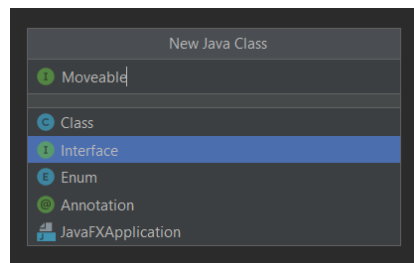 New Java Class
I Moveable
C Class
I Interface
E Enum
@ Annotation
JavaFXApplication